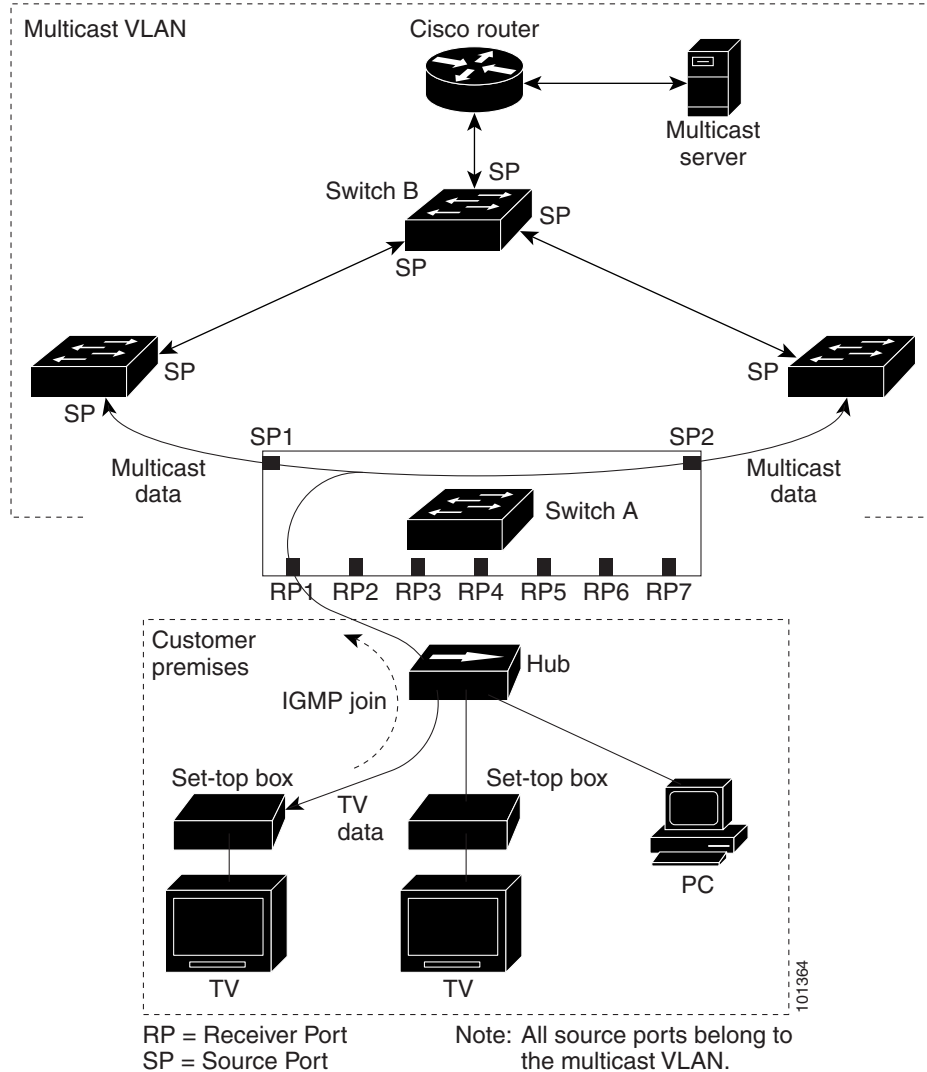 Multicast VLAN
Cisco router
Multicast
server
SP
Switch B
SP
SP
SP
SP
SP
SP1
SP2
Multicast
data
Multicast
data
Switch A
RP1 RP2 RP3 RP4 RP5 RP6 RP7
Customer
premises
Hub
IGMP join
Set-top box
Set-top box
TV
data
PC
TV
TV
101364
RP = Receiver Port
SP = Source Port
Note: All source ports belong to
the multicast VLAN.